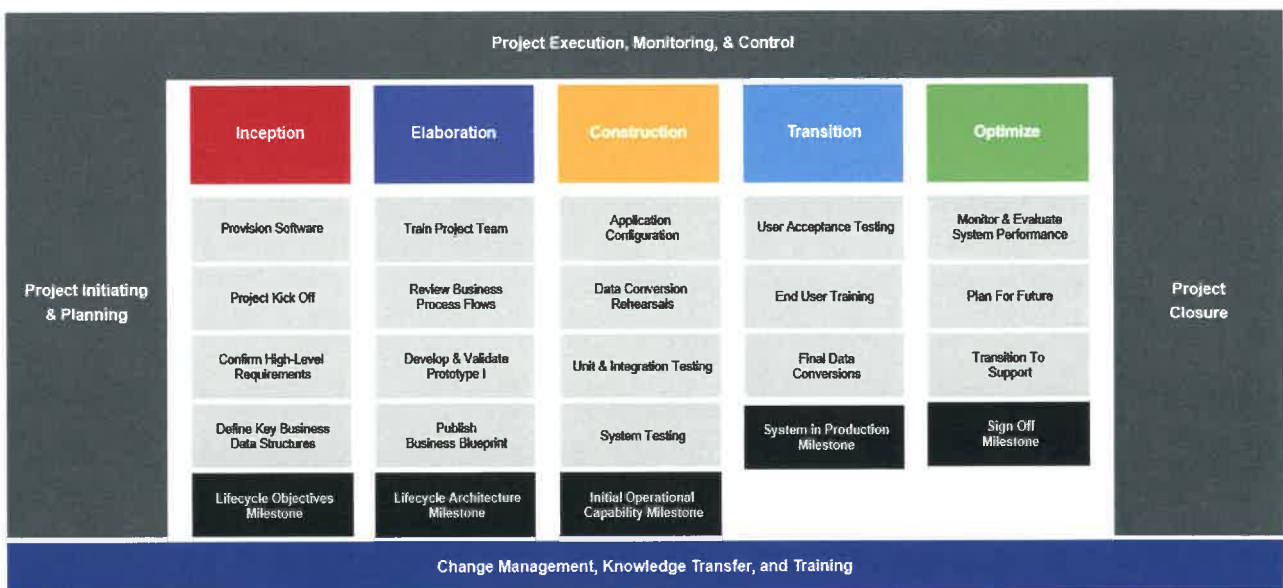 Project Execution, Monitoring, & Control
Project Initiating
& Planning
Inception
Provision Software
Project Kick Off
Confirm High-Level
Requirements
Define Key Business
Data Structures
Lifecycle Objectives
Milestone
Elaboration
Train Project Team
Review Business
Process Flows
Develop & Validate
Prototype I
Publish
Business Blueprint
Lifecycle Architecture
Milestone
Construction
Application
Configuration
Data Conversion
Rehearsals
Unit & Integration Testing
System Testing
Initial Operational
Capability Milestone
Transition
User Acceptance Testing
End User Training
Final Data
Conversions
System in Production
Milestone
Optimize
Monitor & Evaluate
System Performance
Plan For Future
Transition To
Support
Sign Off
Milestone
Project
Closure
Change Management, Knowledge Transfer, and Training